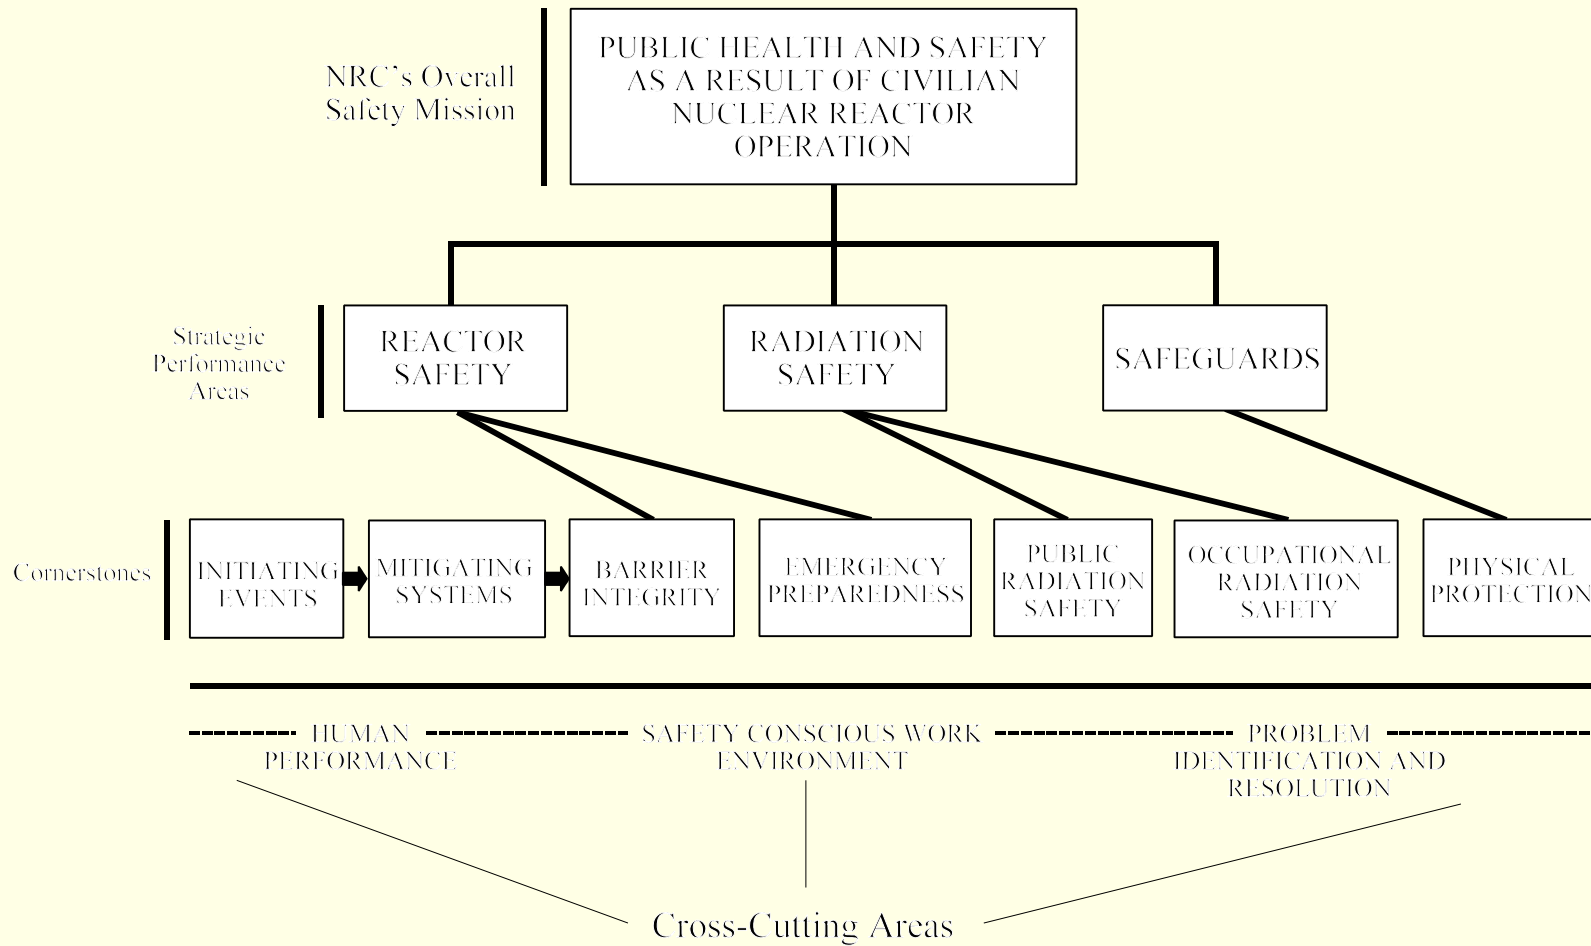 NRC's Overall
Safety Mission
PUBLIC HEALTH AND SAFETY
AS A RESULT OF CIVILIAN
NUCLEAR REACTOR
OPERATION
Strategic
Performance
Areas
REACTOR
SAFETY
RADIATION
SAFETY
SAFEGUARDS
Cornerstones
INITIATING
EVENTS
MITIGATING
SYSTEMS
BARRIER
INTEGRITY
EMERGENCY
PREPAREDNESS
PUBLIC
RADIATION
SAFETY
OCCUPATIONAL
RADIATION
SAFETY
PHYSICAL
PROTECTION
HUMAN
PERFORMANCE
SAFETY CONSCIOUS WORK
ENVIRONMENT
PROBLEM
IDENTIFICATION AND
RESOLUTION
Cross-Cutting Areas